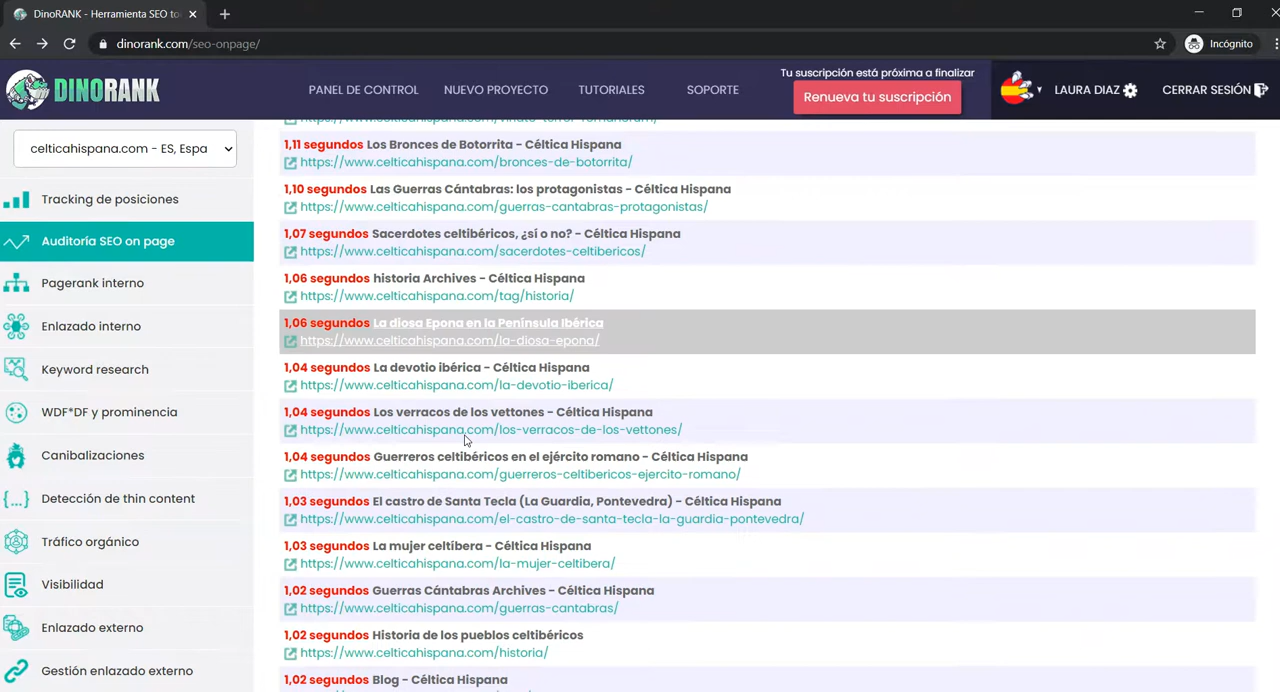 DinoRANK - Herramienta SEO to
dinorank.com/seo-onpage/
Incógnito
DINORANK
PANEL DE CONTROL
NUEVO PROYECTO
TUTORIALES
SOPORTE
Tu suscripción está próxima a finalizar
Renueva tu suscripción
LAURA DIAZ
CERRAR SESIÓN
celticahispana.com - ES, Espa
Tracking de posiciones
Auditoría SEO on page
Pagerank interno
Enlazado interno
Keyword research
WDF*IDF y prominencia
Canibalizaciones
Detección de thin content
Tráfico orgánico
Visibilidad
Enlazado externo
Gestión enlazado externo
1,11 segundos Los Bronces de Botorrita - Céltica Hispana
https://www.celticahispana.com/bronces-de-botorrita/
1,10 segundos Las Guerras Cántabras: los protagonistas - Céltica Hispana
https://www.celticahispana.com/guerras-cantabras-protagonistas/
1,07 segundos Sacerdotes celtibéricos, ¿sí o no? - Céltica Hispana
https://www.celticahispana.com/sacerdotes-celtibericos/
1,06 segundos historia Archives - Céltica Hispana
https://www.celticahispana.com/tag/historia/
1,06 segundos La diosa Epona en la Península Ibérica
https://www.celticahispana.com/la-diosa-epona/
1,04 segundos La devotio ibérica - Céltica Hispana
https://www.celticahispana.com/la-devotio-iberica/
1,04 segundos Los verracos de los vettones - Céltica Hispana
https://www.celticahispana.com/los-verracos-de-los-vettones/
1,04 segundos Guerreros celtibéricos en el ejército romano - Céltica Hispana
https://www.celticahispana.com/guerreros-celtibericos-ejercito-romano/
1,03 segundos El castro de Santa Tecla (La Guardia, Pontevedra) - Céltica Hispana
https://www.celticahispana.com/el-castro-de-santa-tecla-la-guardia-pontevedra/
1,03 segundos La mujer celtíbera - Céltica Hispana
https://www.celticahispana.com/la-mujer-celtibera/
1,02 segundos Guerras Cántabras Archives - Céltica Hispana
https://www.celticahispana.com/guerras-cantabras/
1,02 segundos Historia de los pueblos celtibéricos
https://www.celticahispana.com/historia/
1,02 segundos Blog - Céltica Hispana